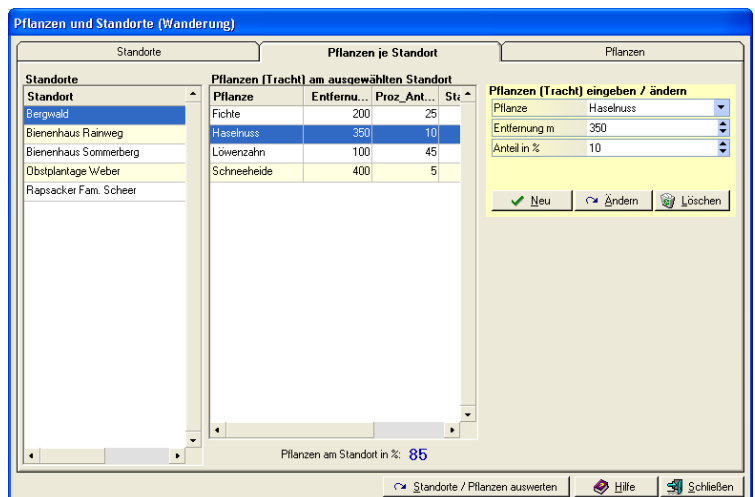 Pflanzen und Standorte (Wanderung)
Standorte Pflanzen je Standort Pflanzen
Standorte
Standort
Bergwald
Bienenhaus Rainweg
Bienenhaus Sommerberg
Obstplantage Weber
Rapsacker Fam. Scheer
Pflanzen (Tracht) am ausgewählten Standort
Pflanze Entfernu... Proz_Ant... Sta
Fichte 200 25
Haselnuss 350 10
Löwenzahn 100 45
Schneeheide 400 5
Pflanzen am Standort in %: 85
Pflanzen (Tracht) eingeben / ändern
Pflanze Haselnuss
Entfernung m 350
Anteil in % 10
Neu Ändern Löschen
Standorte / Pflanzen auswerten Hilfe Schließen